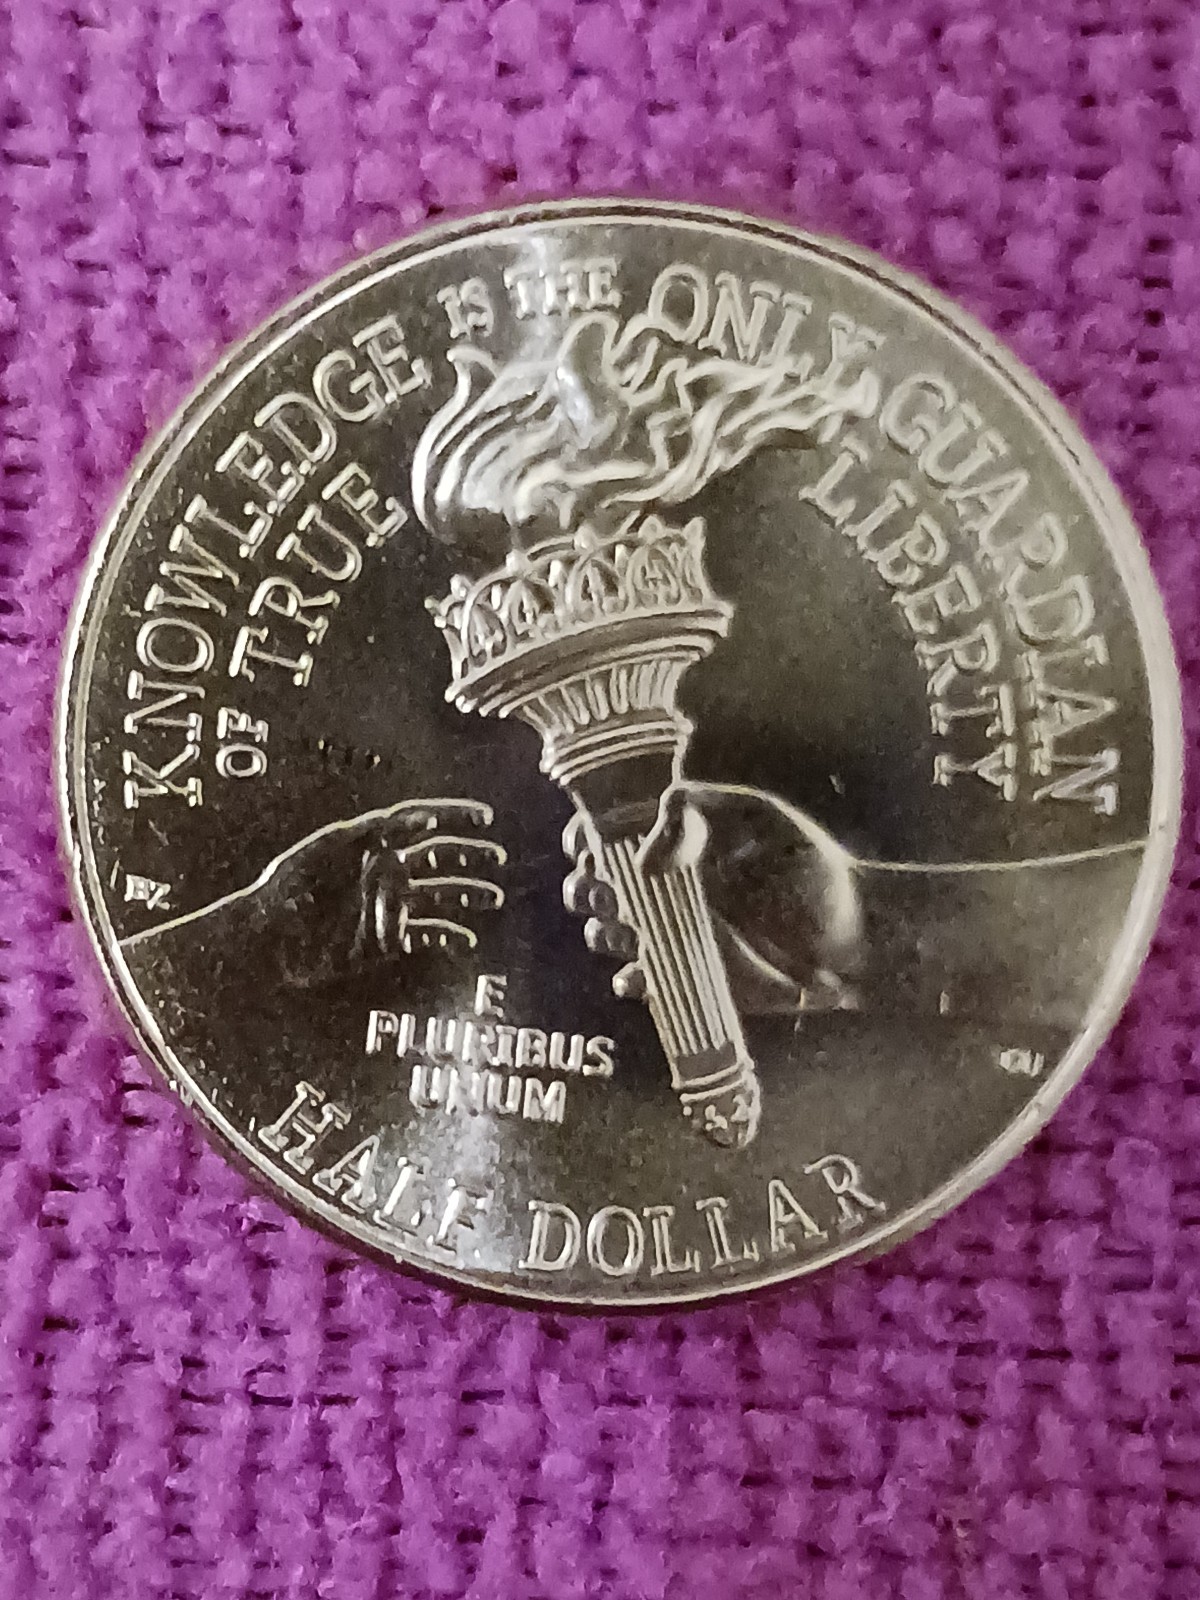 KNOWLEDGE IS THE ONLY GUARDIAN
OF TRUE LIBERTY
E
PLURIBUS
UNUM
HALF DOLLAR